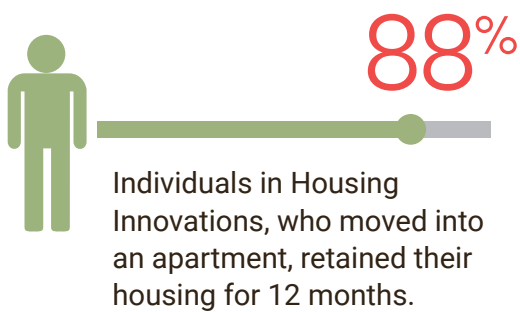 88%
Individuals in Housing
Innovations, who moved into
an apartment, retained their
housing for 12 months.